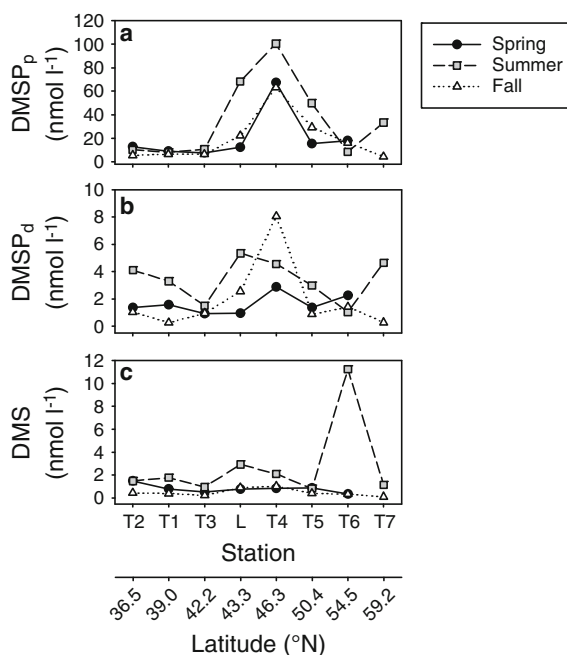 a
DMSPp
(nmol l-1)
120
100
80
60
40
20
0
Spring
Summer
Fall
b
DMSPd
(nmol l-1)
10
8
6
4
2
0
c
DMS
(nmol l-1)
12
10
8
6
4
2
0
T2 T1 T3 L T4 T5 T6 T7
Station
36.5 39.0 42.2 43.3 46.3 50.4 54.5 59.2
Latitude (°N)